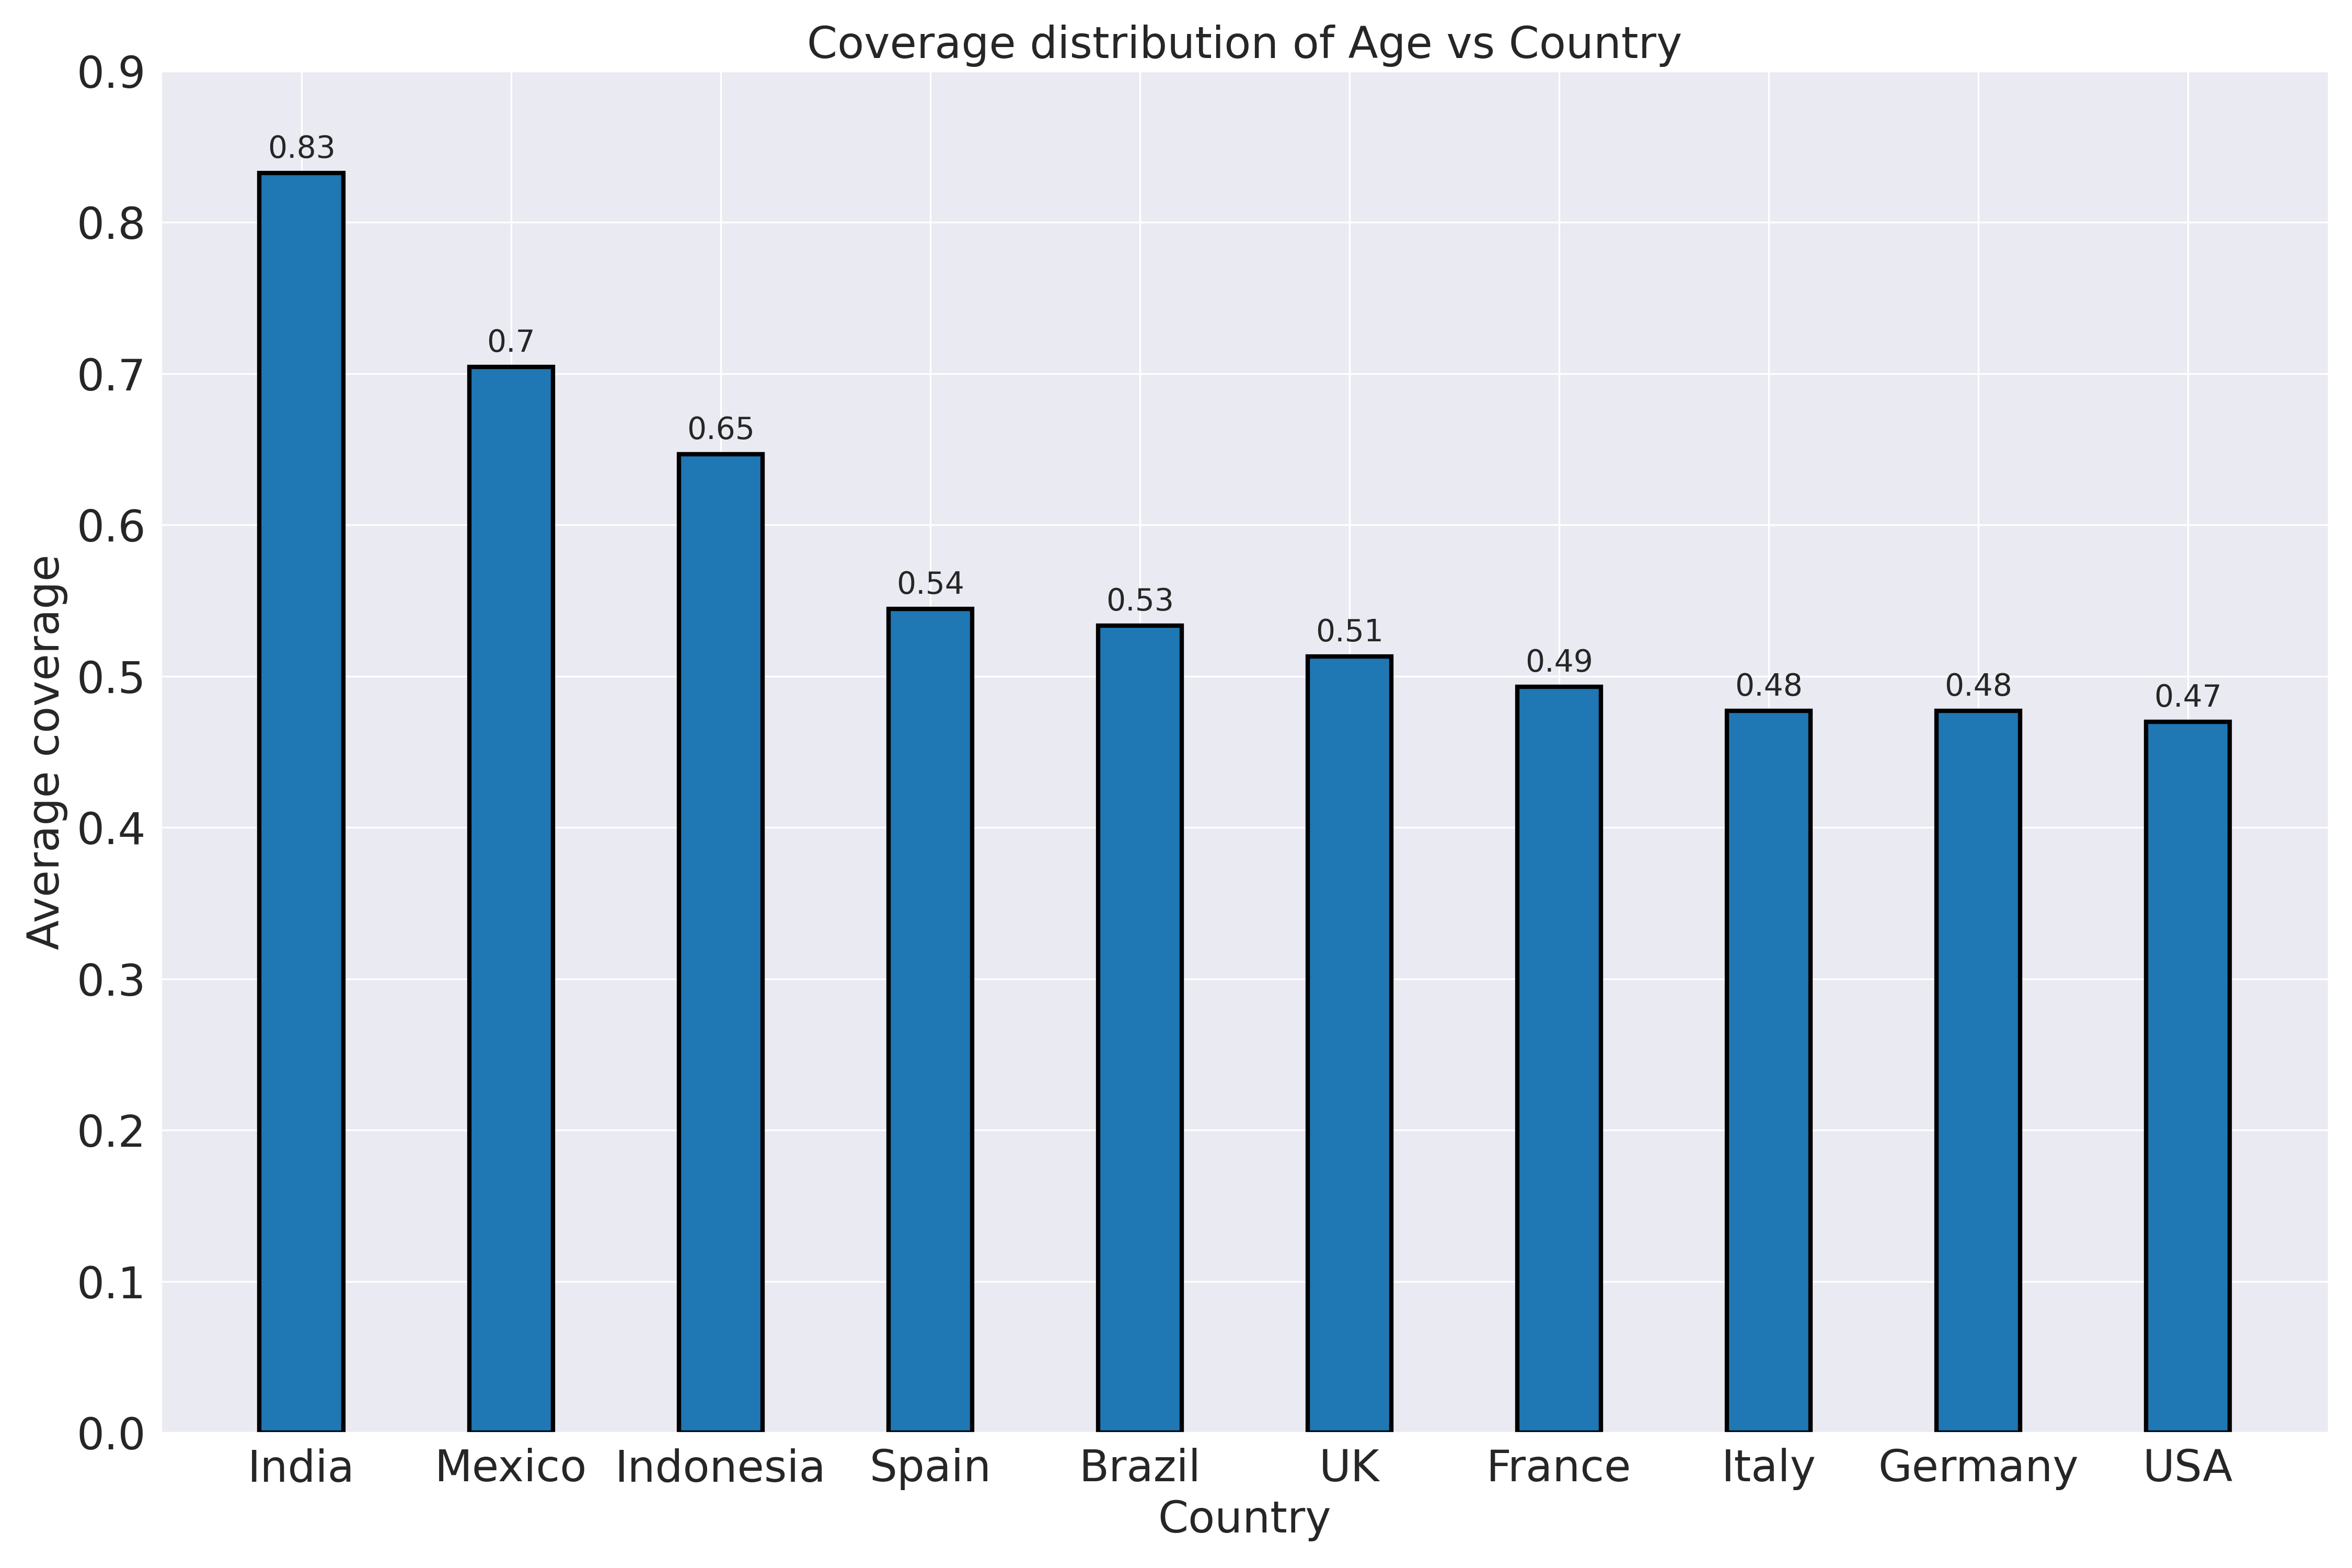 Coverage distribution of Age vs Country
0.9
0.8
0.7
0.6
0.5
0.4
0.3
0.2
0.1
0.0
Average coverage
0.83
0.7
0.65
0.54
0.53
0.51
0.49
0.48
0.48
0.47
India
Mexico
Indonesia
Spain
Brazil
UK
France
Italy
Germany
USA
Country